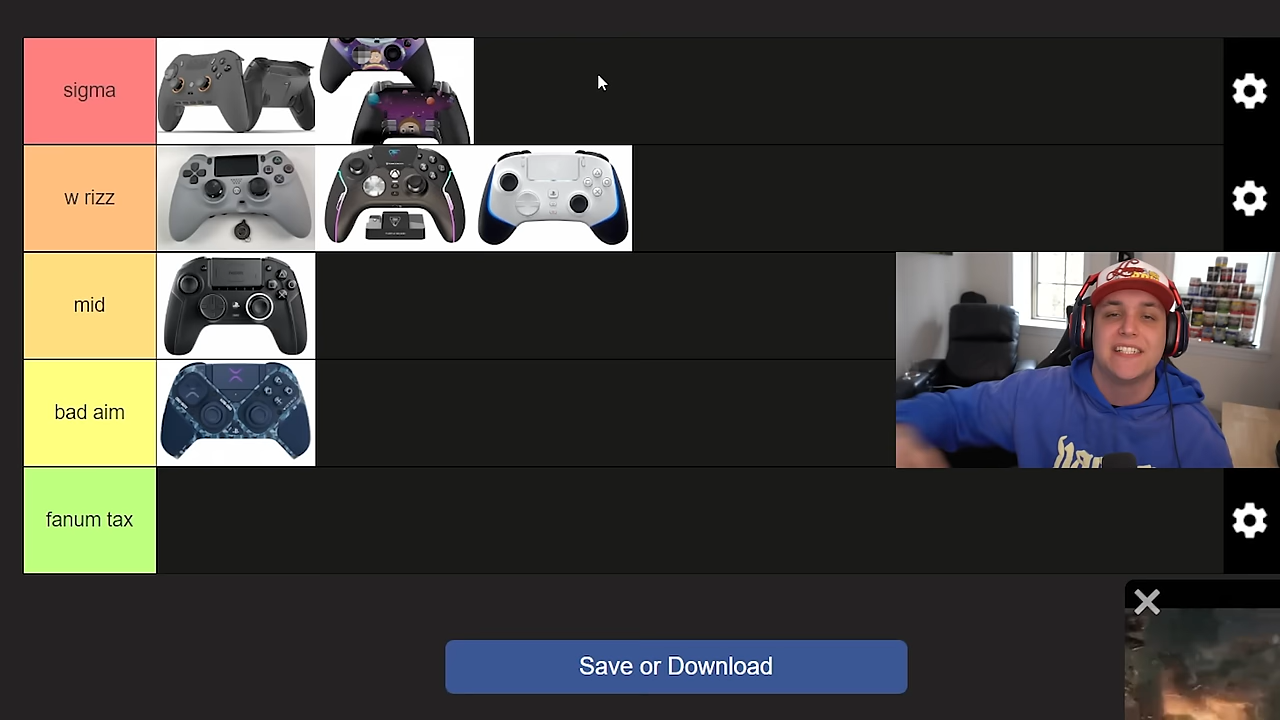 sigma
w rizz
mid
bad aim
fanum tax
Save or Download